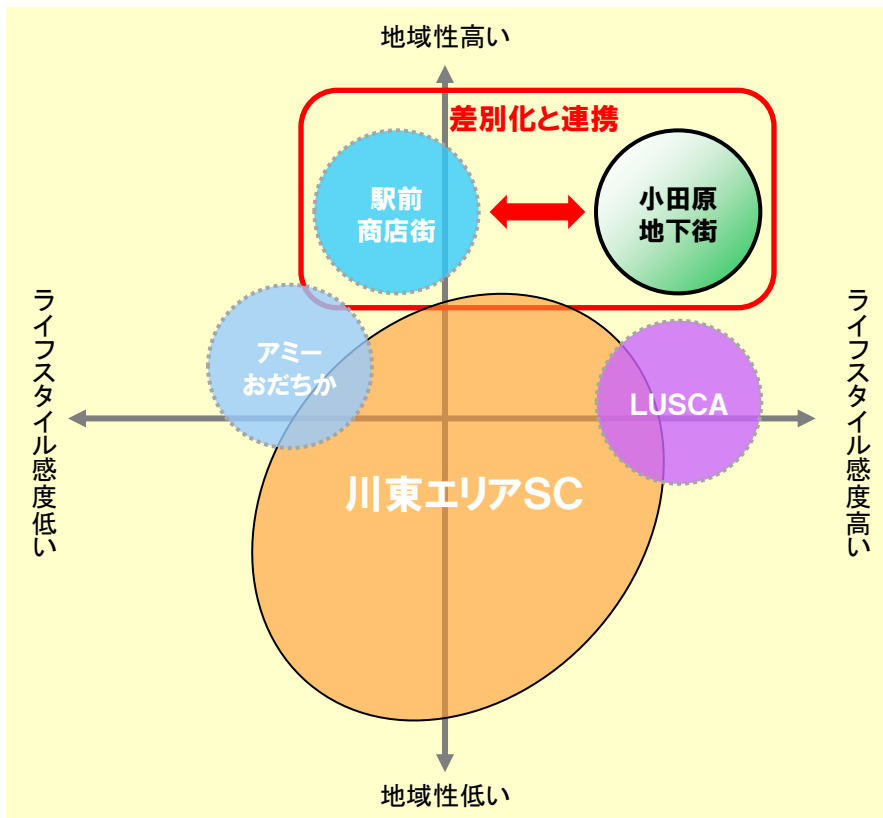 地域性高い
差別化と連携
駅前
商店街
小田原
地下街
アミー
おだちか
LUSCA
ライフスタイル感度低い
ライフスタイル感度高い
川東エリアSC
地域性低い